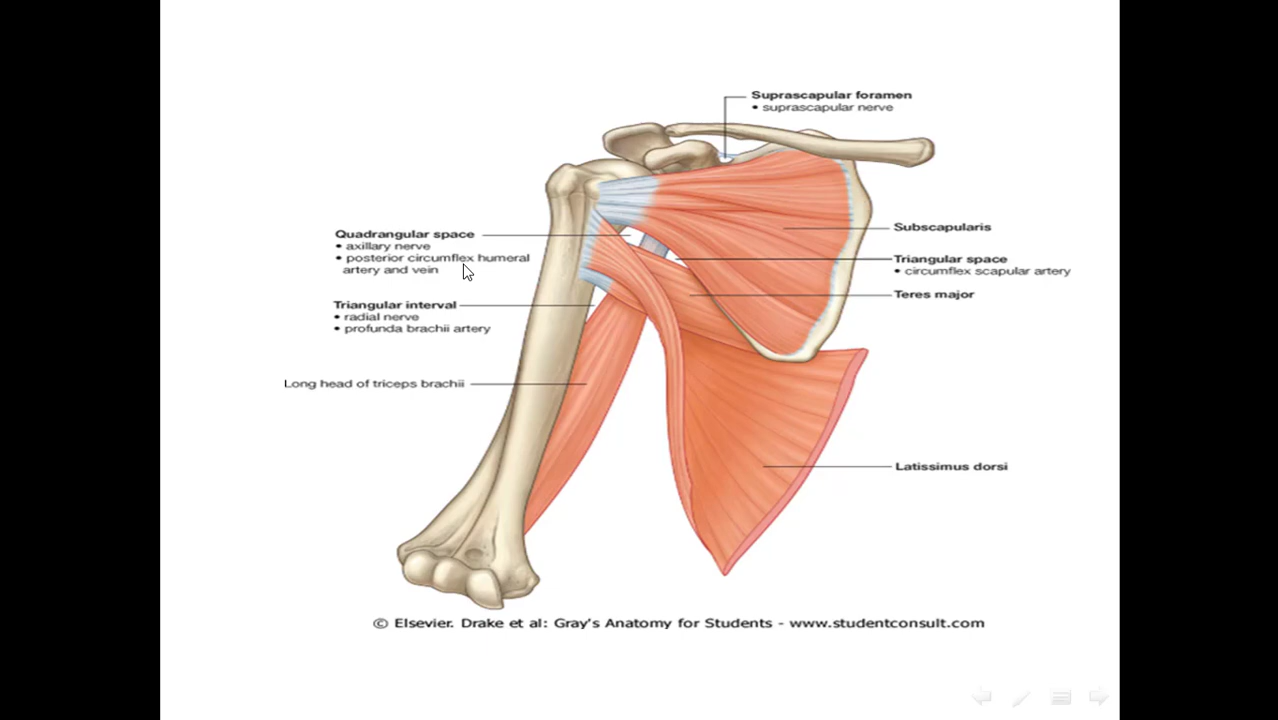 Suprascapular foramen
• suprascapular nerve
Quadrangular space
• axillary nerve
• posterior circumflex humeral
artery and vein
Triangular interval
• radial nerve
• profunda brachii artery
Long head of triceps brachii
Subscapularis
Triangular space
• circumflex scapular artery
Teres major
Latissimus dorsi
© Elsevier. Drake et al: Gray's Anatomy for Students - www.studentconsult.com